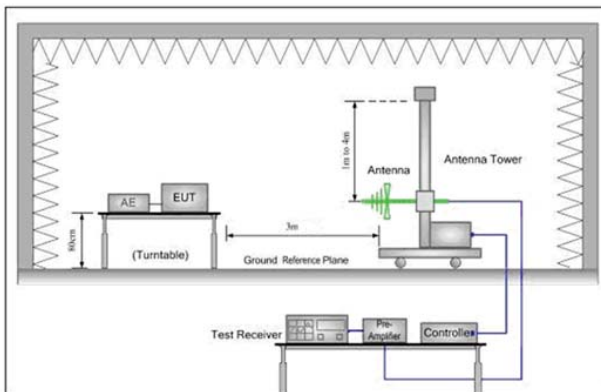 1m to 4m
Antenna
Antenna Tower
AE
EUT
80cm
(Turntable)
3m
Ground Reference Plane
Test Receiver
Pre-
Amplifier
Controller